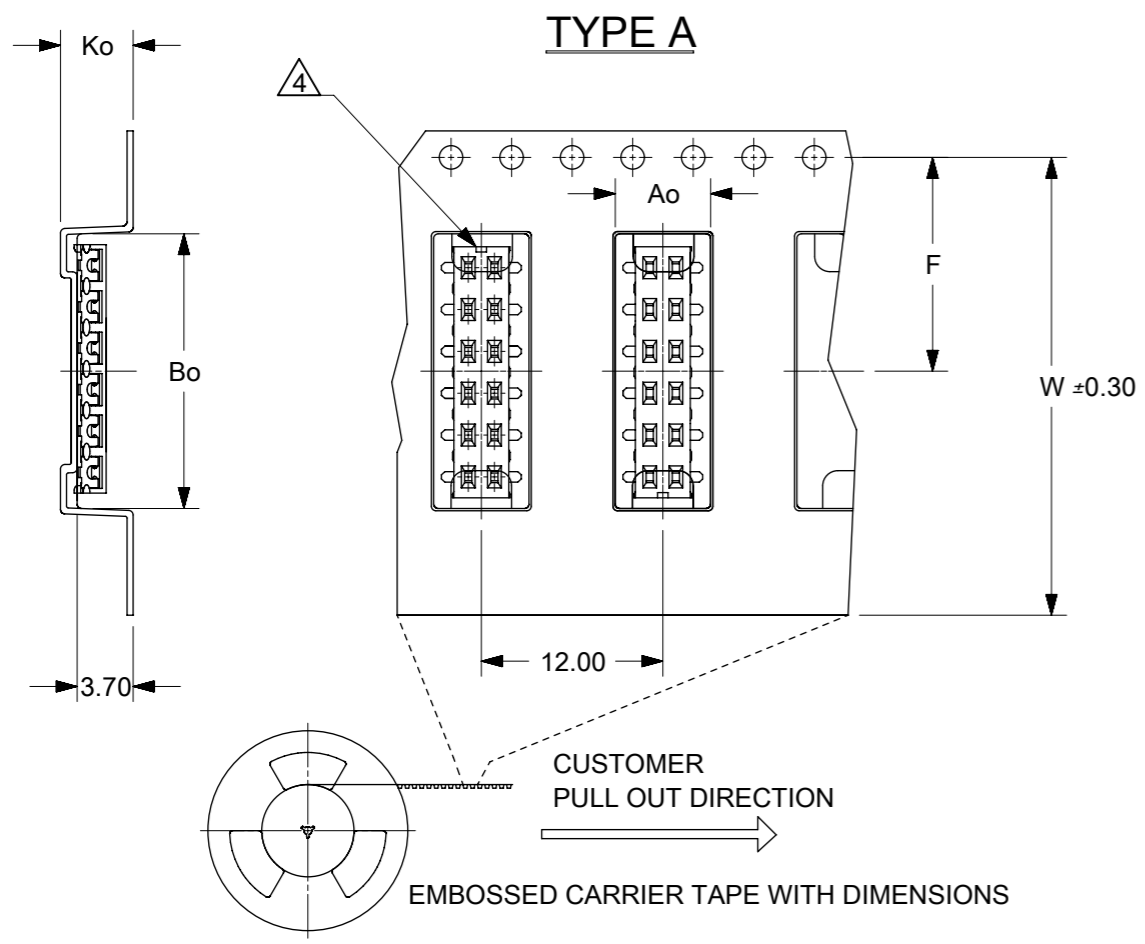 TYPE A
Ko
4
Ao
F
Bo
W ±0.30
12.00
3.70
CUSTOMER
PULL OUT DIRECTION
EMBOSSED CARRIER TAPE WITH DIMENSIONS